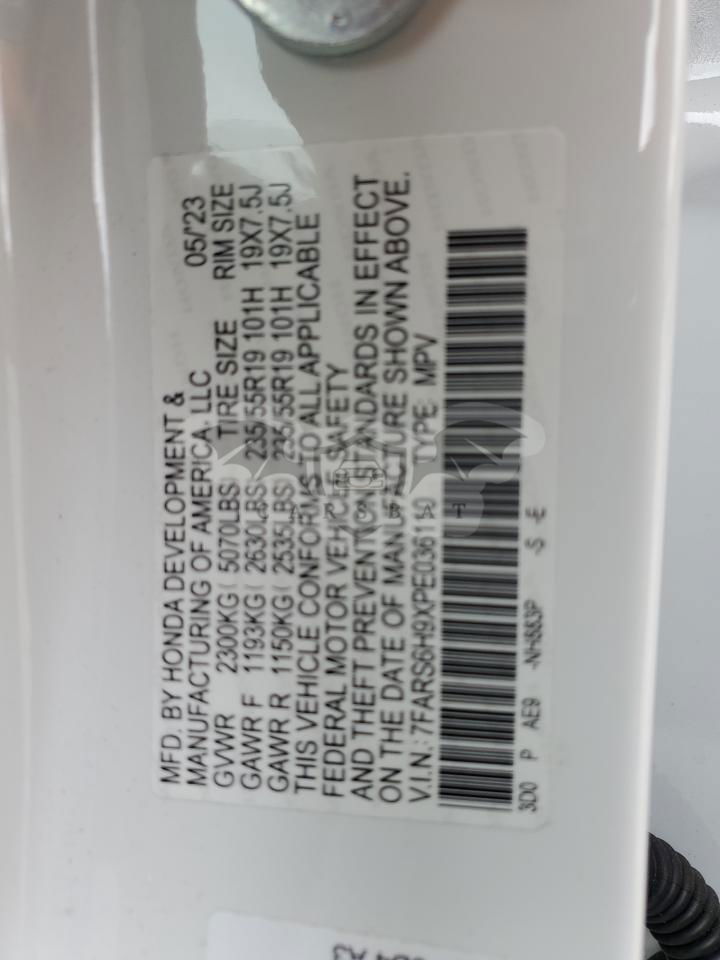 MFD. BY HONDA DEVELOPMENT &
MANUFACTURING OF AMERICA, LLC 05/'23
GVWR 2300KG( 5070LBS) TIRE SIZE RIM SIZE
GAWR F 1193KG( 2630LBS) 235/55R19 101H 19X7.5J
GAWR R 1150KG( 2535LBS) 235/55R19 101H 19X7.5J
THIS VEHICLE CONFORMS TO ALL APPLICABLE
FEDERAL MOTOR VEHICLE SAFETY
AND THEFT PREVENTION STANDARDS IN EFFECT
ON THE DATE OF MANUFACTURE SHOWN ABOVE.
V.I.N.: 7FARS6H9XPE036110 TYPE: MPV
3D0 P AE9 -NH883P -S -E
CARSBAT